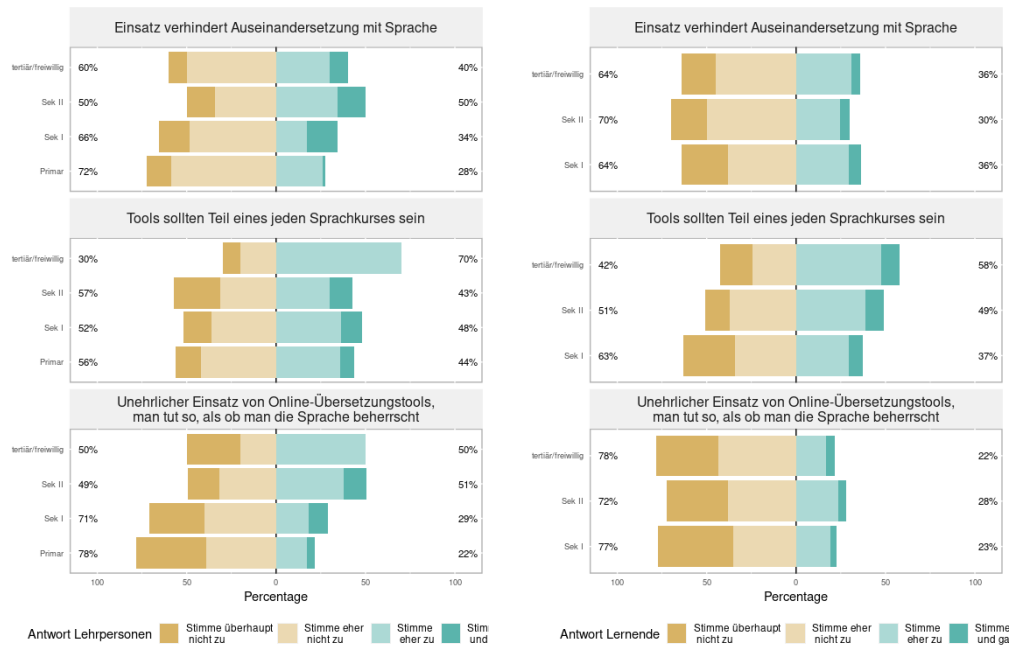 Einsatz verhindert Auseinandersetzung mit Sprache
tertiär/freiwillig 60% 40%
Sek II 50% 50%
Sek I 66% 34%
Primar 72% 28%
Tools sollten Teil eines jeden Sprachkurses sein
tertiär/freiwillig 30% 70%
Sek II 57% 43%
Sek I 52% 48%
Primar 56% 44%
Unehrlicher Einsatz von Online-Übersetzungstools,
man tut so, als ob man die Sprache beherrscht
tertiär/freiwillig 50% 50%
Sek II 49% 51%
Sek I 71% 29%
Primar 78% 22%
100 50 0 50 100
Percentage
Antwort Lehrpersonen Stimme überhaupt Stimme eher Stimme Stim
nicht zu nicht zu eher zu und
Einsatz verhindert Auseinandersetzung mit Sprache
tertiär/freiwillig 64% 36%
Sek II 70% 30%
Sek I 64% 36%
Tools sollten Teil eines jeden Sprachkurses sein
tertiär/freiwillig 42% 58%
Sek II 51% 49%
Sek I 63% 37%
Unehrlicher Einsatz von Online-Übersetzungstools,
man tut so, als ob man die Sprache beherrscht
tertiär/freiwillig 78% 22%
Sek II 72% 28%
Sek I 77% 23%
100 50 0 50 100
Percentage
Antwort Lernende Stimme überhaupt Stimme eher Stimme Stimme
nicht zu nicht zu eher zu und ga